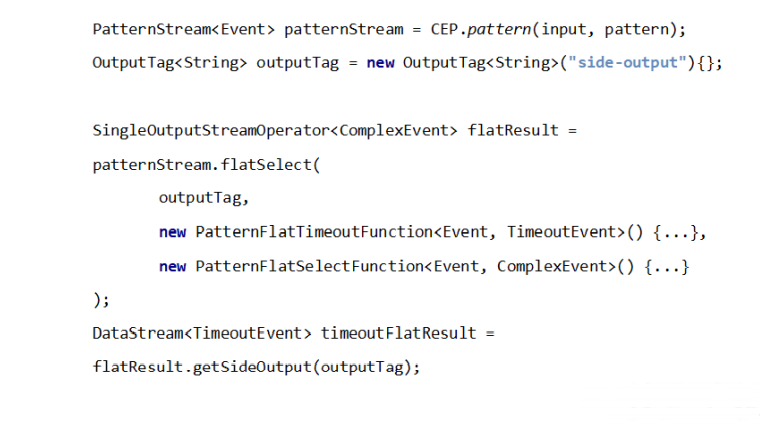 PatternStream<Event> patternStream = CEP.pattern(input, pattern);
OutputTag<String> outputTag = new OutputTag<String>("side-output"){};
SingleOutputStreamOperator<ComplexEvent> flatResult =
patternStream.flatSelect(
outputTag,
new PatternFlatTimeoutFunction<Event, TimeoutEvent>() {...},
new PatternFlatSelectFunction<Event, ComplexEvent>() {...}
);
DataStream<TimeoutEvent> timeoutFlatResult =
flatResult.getSideOutput(outputTag);